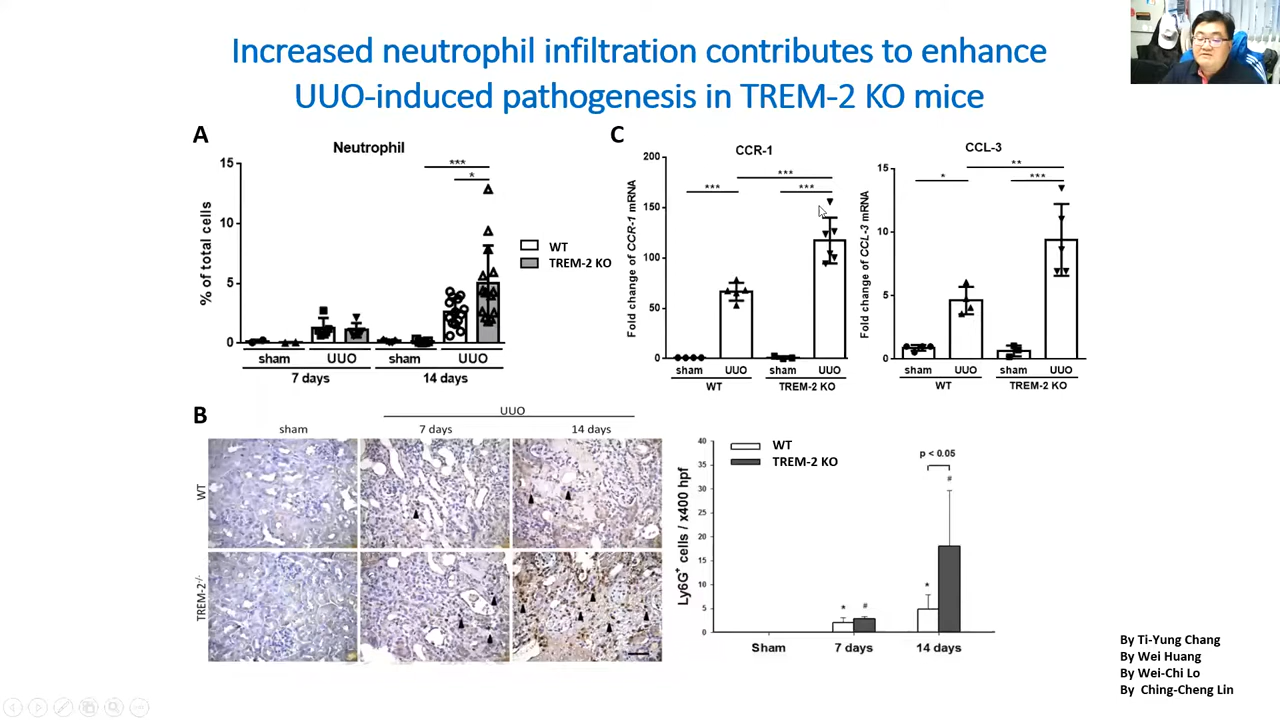 Increased neutrophil infiltration contributes to enhance
UUO-induced pathogenesis in TREM-2 KO mice
A
Neutrophil
% of total cells
15
10
5
0
***
*
sham
UUO
sham
UUO
7 days
14 days
WT
TREM-2 KO
C
CCR-1
Fold change of CCR-1 mRNA
200
150
100
50
0
***
***
***
sham
UUO
sham
UUO
WT
TREM-2 KO
CCL-3
Fold change of CCL-3 mRNA
15
10
5
0
**
*
***
sham
UUO
sham
UUO
WT
TREM-2 KO
B
UUO
sham
7 days
14 days
WT
TREM-2-/-
Ly6G+ cells / x400 hpf
40
35
30
25
20
15
10
5
0
WT
TREM-2 KO
p < 0.05
*
#
*
#
Sham
7 days
14 days
By Ti-Yung Chang
By Wei Huang
By Wei-Chi Lo
By Ching-Cheng Lin